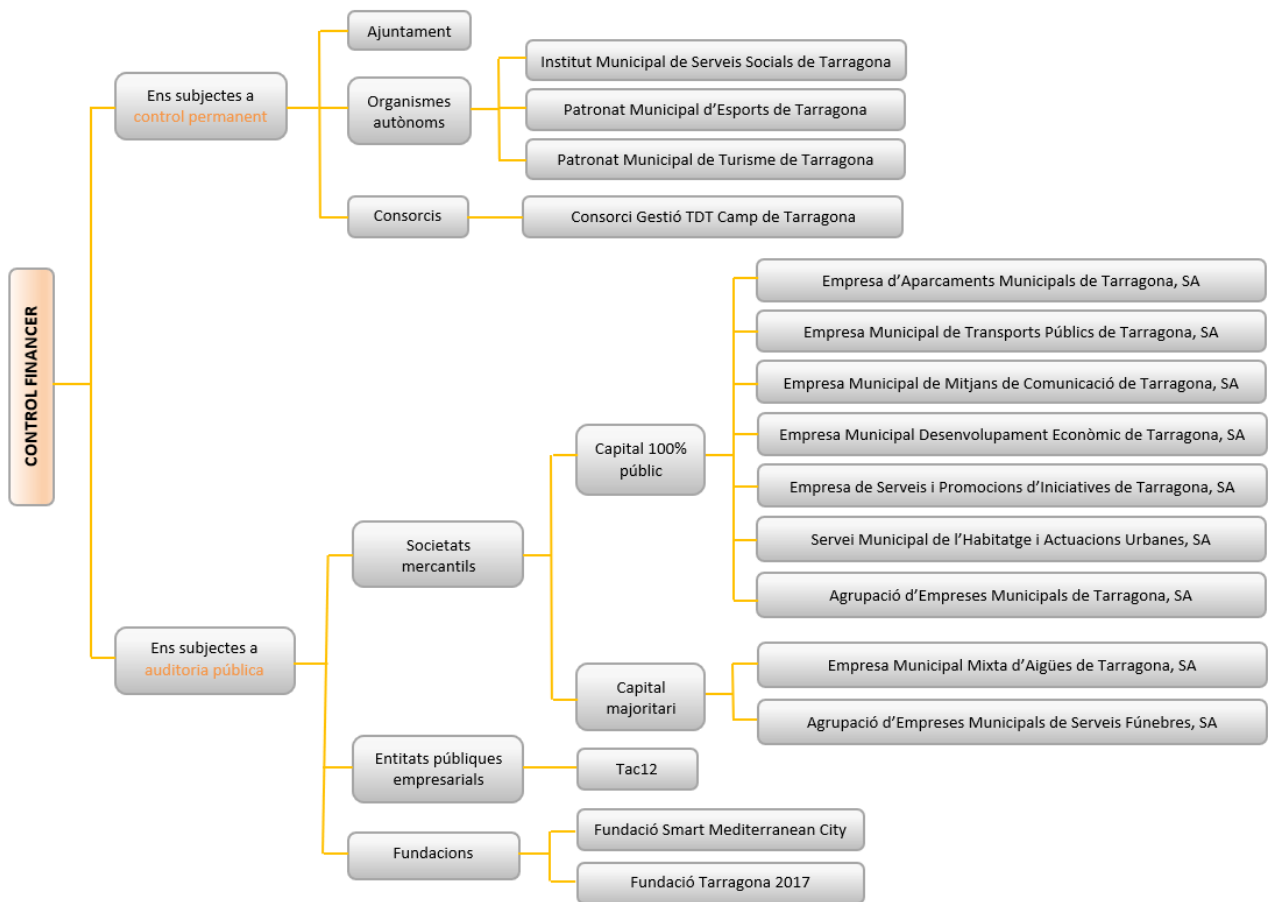 CONTROL FINANCER
Ens subjectes a
control permanent
Ajuntament
Organismes
autònoms
Institut Municipal de Serveis Socials de Tarragona
Patronat Municipal d’Esports de Tarragona
Patronat Municipal de Turisme de Tarragona
Consorcis
Consorci Gestió TDT Camp de Tarragona
Ens subjectes a
auditoria pública
Societats
mercantils
Capital 100%
públic
Empresa d’Aparcaments Municipals de Tarragona, SA
Empresa Municipal de Transports Públics de Tarragona, SA
Empresa Municipal de Mitjans de Comunicació de Tarragona, SA
Empresa Municipal Desenvolupament Econòmic de Tarragona, SA
Empresa de Serveis i Promocions d’Iniciatives de Tarragona, SA
Servei Municipal de l’Habitatge i Actuacions Urbanes, SA
Agrupació d’Empreses Municipals de Tarragona, SA
Capital
majoritari
Empresa Municipal Mixta d’Aigües de Tarragona, SA
Agrupació d’Empreses Municipals de Serveis Fúnebres, SA
Entitats públiques
empresarials
Tac12
Fundacions
Fundació Smart Mediterranean City
Fundació Tarragona 2017